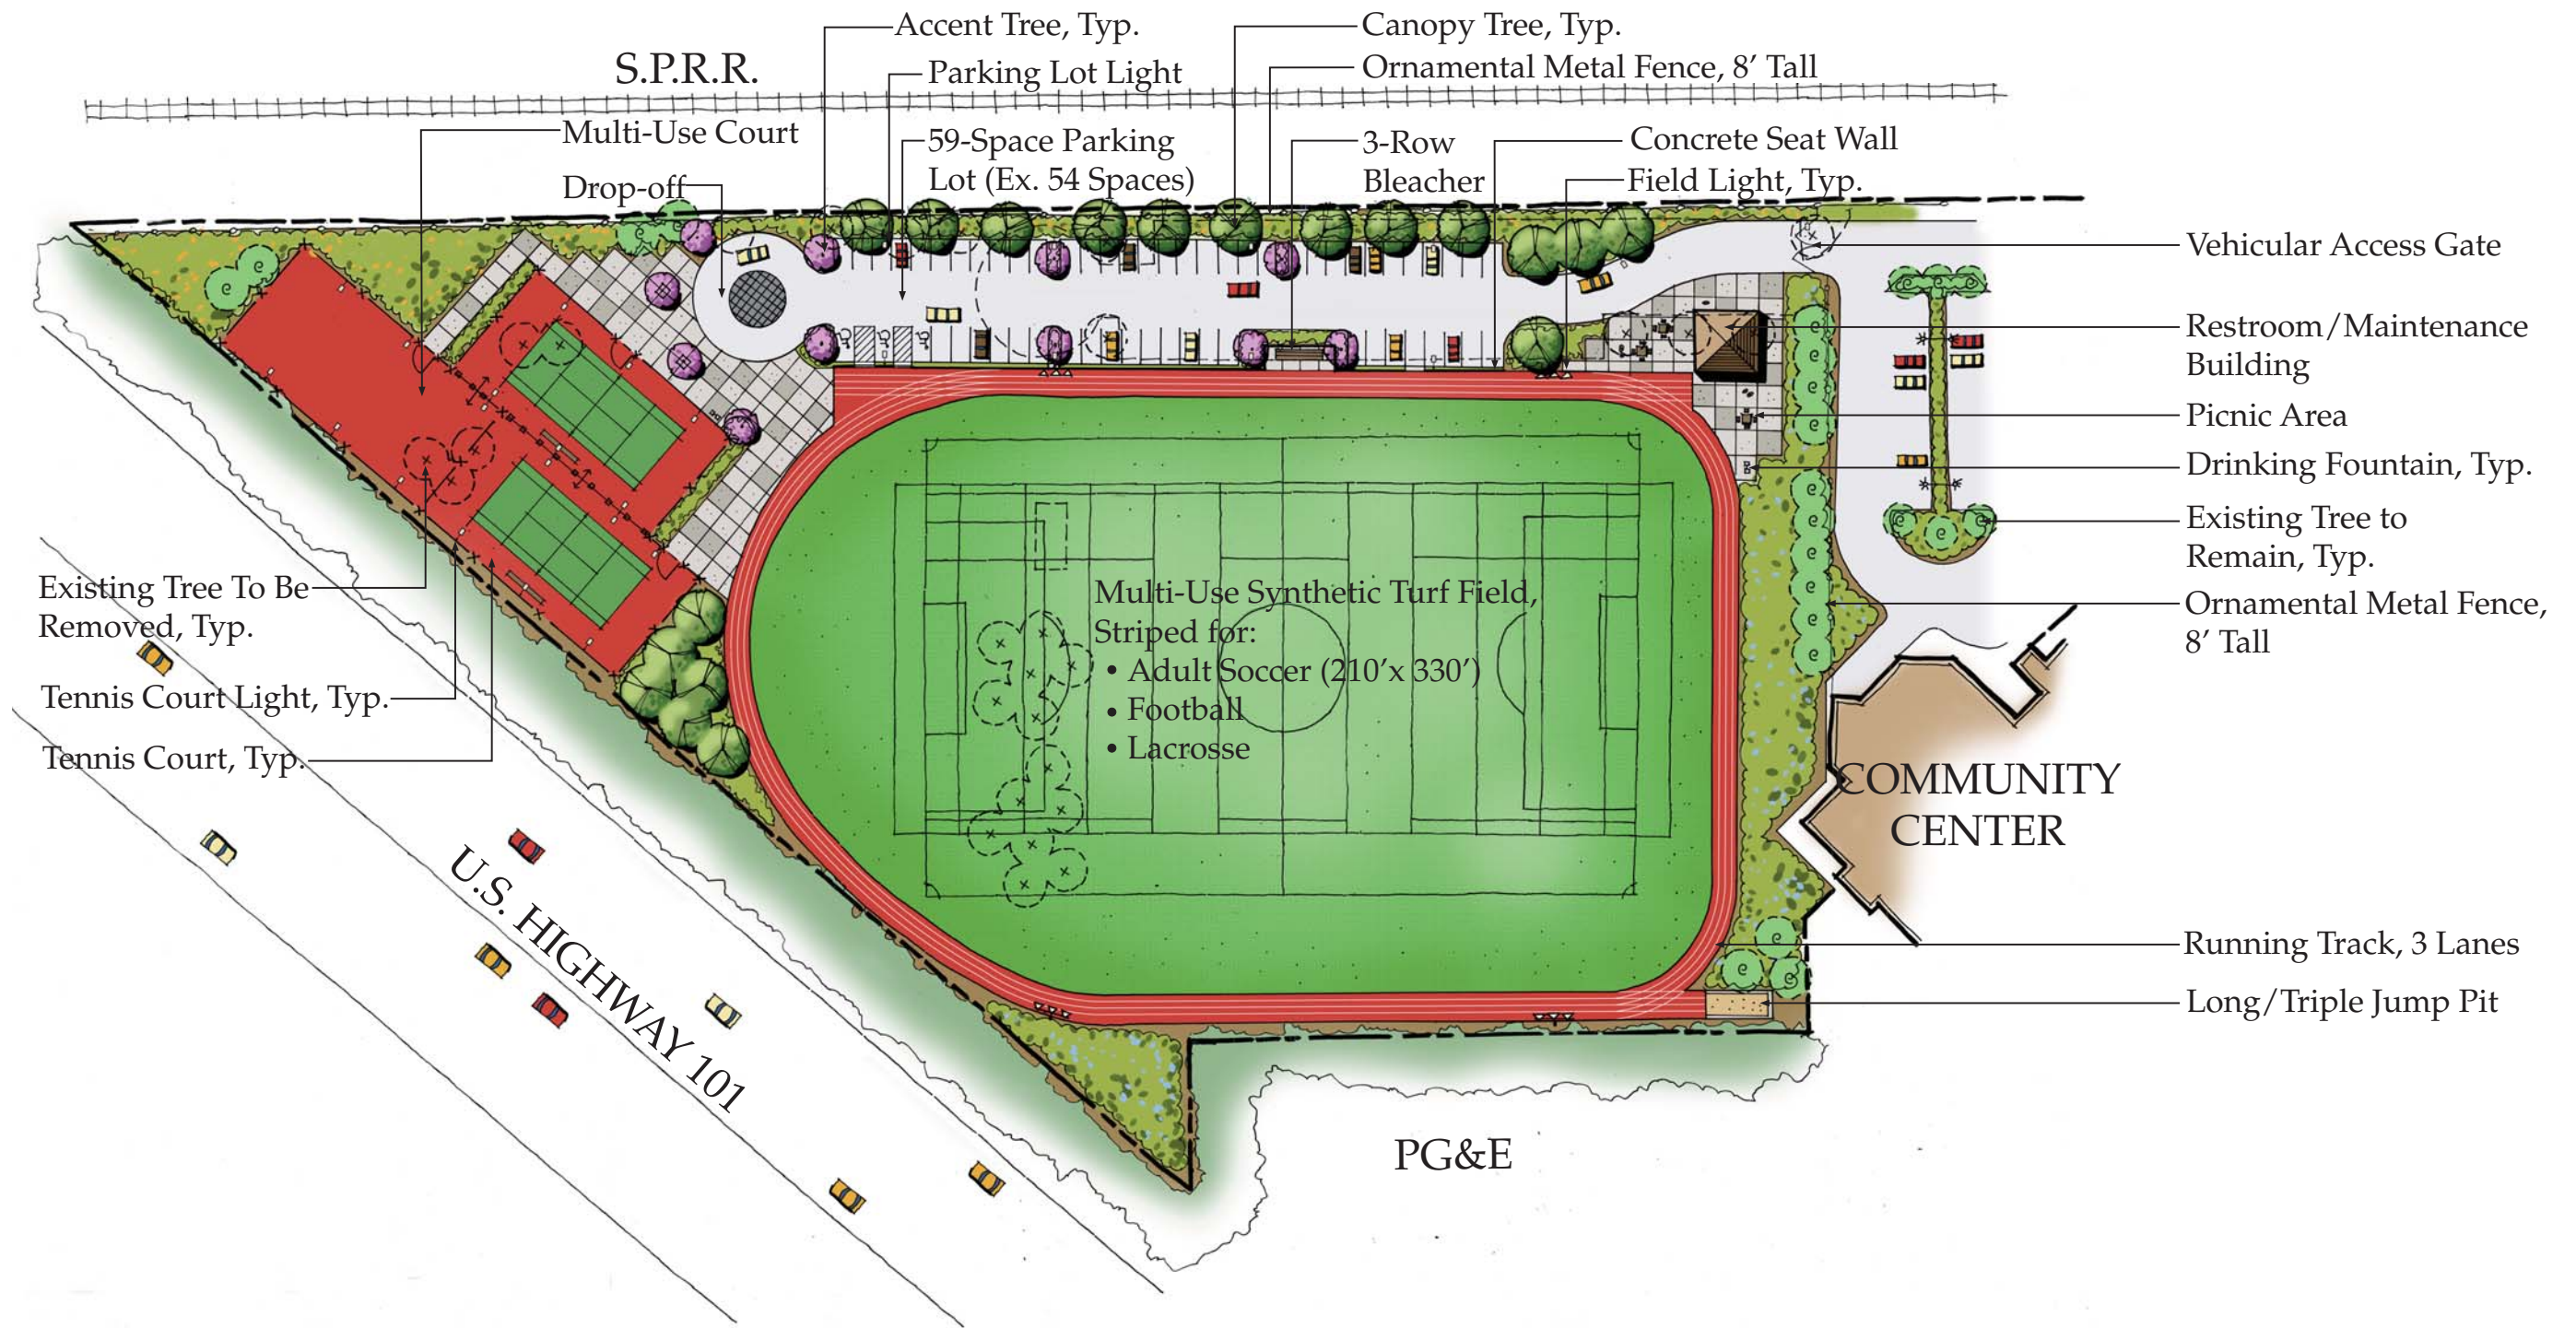 Accent Tree, Typ.
Canopy Tree, Typ.
S.P.R.R.
Parking Lot Light
Ornamental Metal Fence, 8’ Tall
Multi-Use Court
59-Space Parking
Lot (Ex. 54 Spaces)
3-Row
Bleacher
Concrete Seat Wall
Drop-off
Field Light, Typ.
Vehicular Access Gate
Restroom/Maintenance
Building
Picnic Area
Drinking Fountain, Typ.
Existing Tree to
Remain, Typ.
Ornamental Metal Fence,
8’ Tall
Existing Tree To Be
Removed, Typ.
Multi-Use Synthetic Turf Field,
Striped for:
• Adult Soccer (210’x 330’)
• Football
• Lacrosse
Tennis Court Light, Typ.
Tennis Court, Typ.
COMMUNITY
CENTER
U.S. HIGHWAY 101
Running Track, 3 Lanes
Long/Triple Jump Pit
PG&E